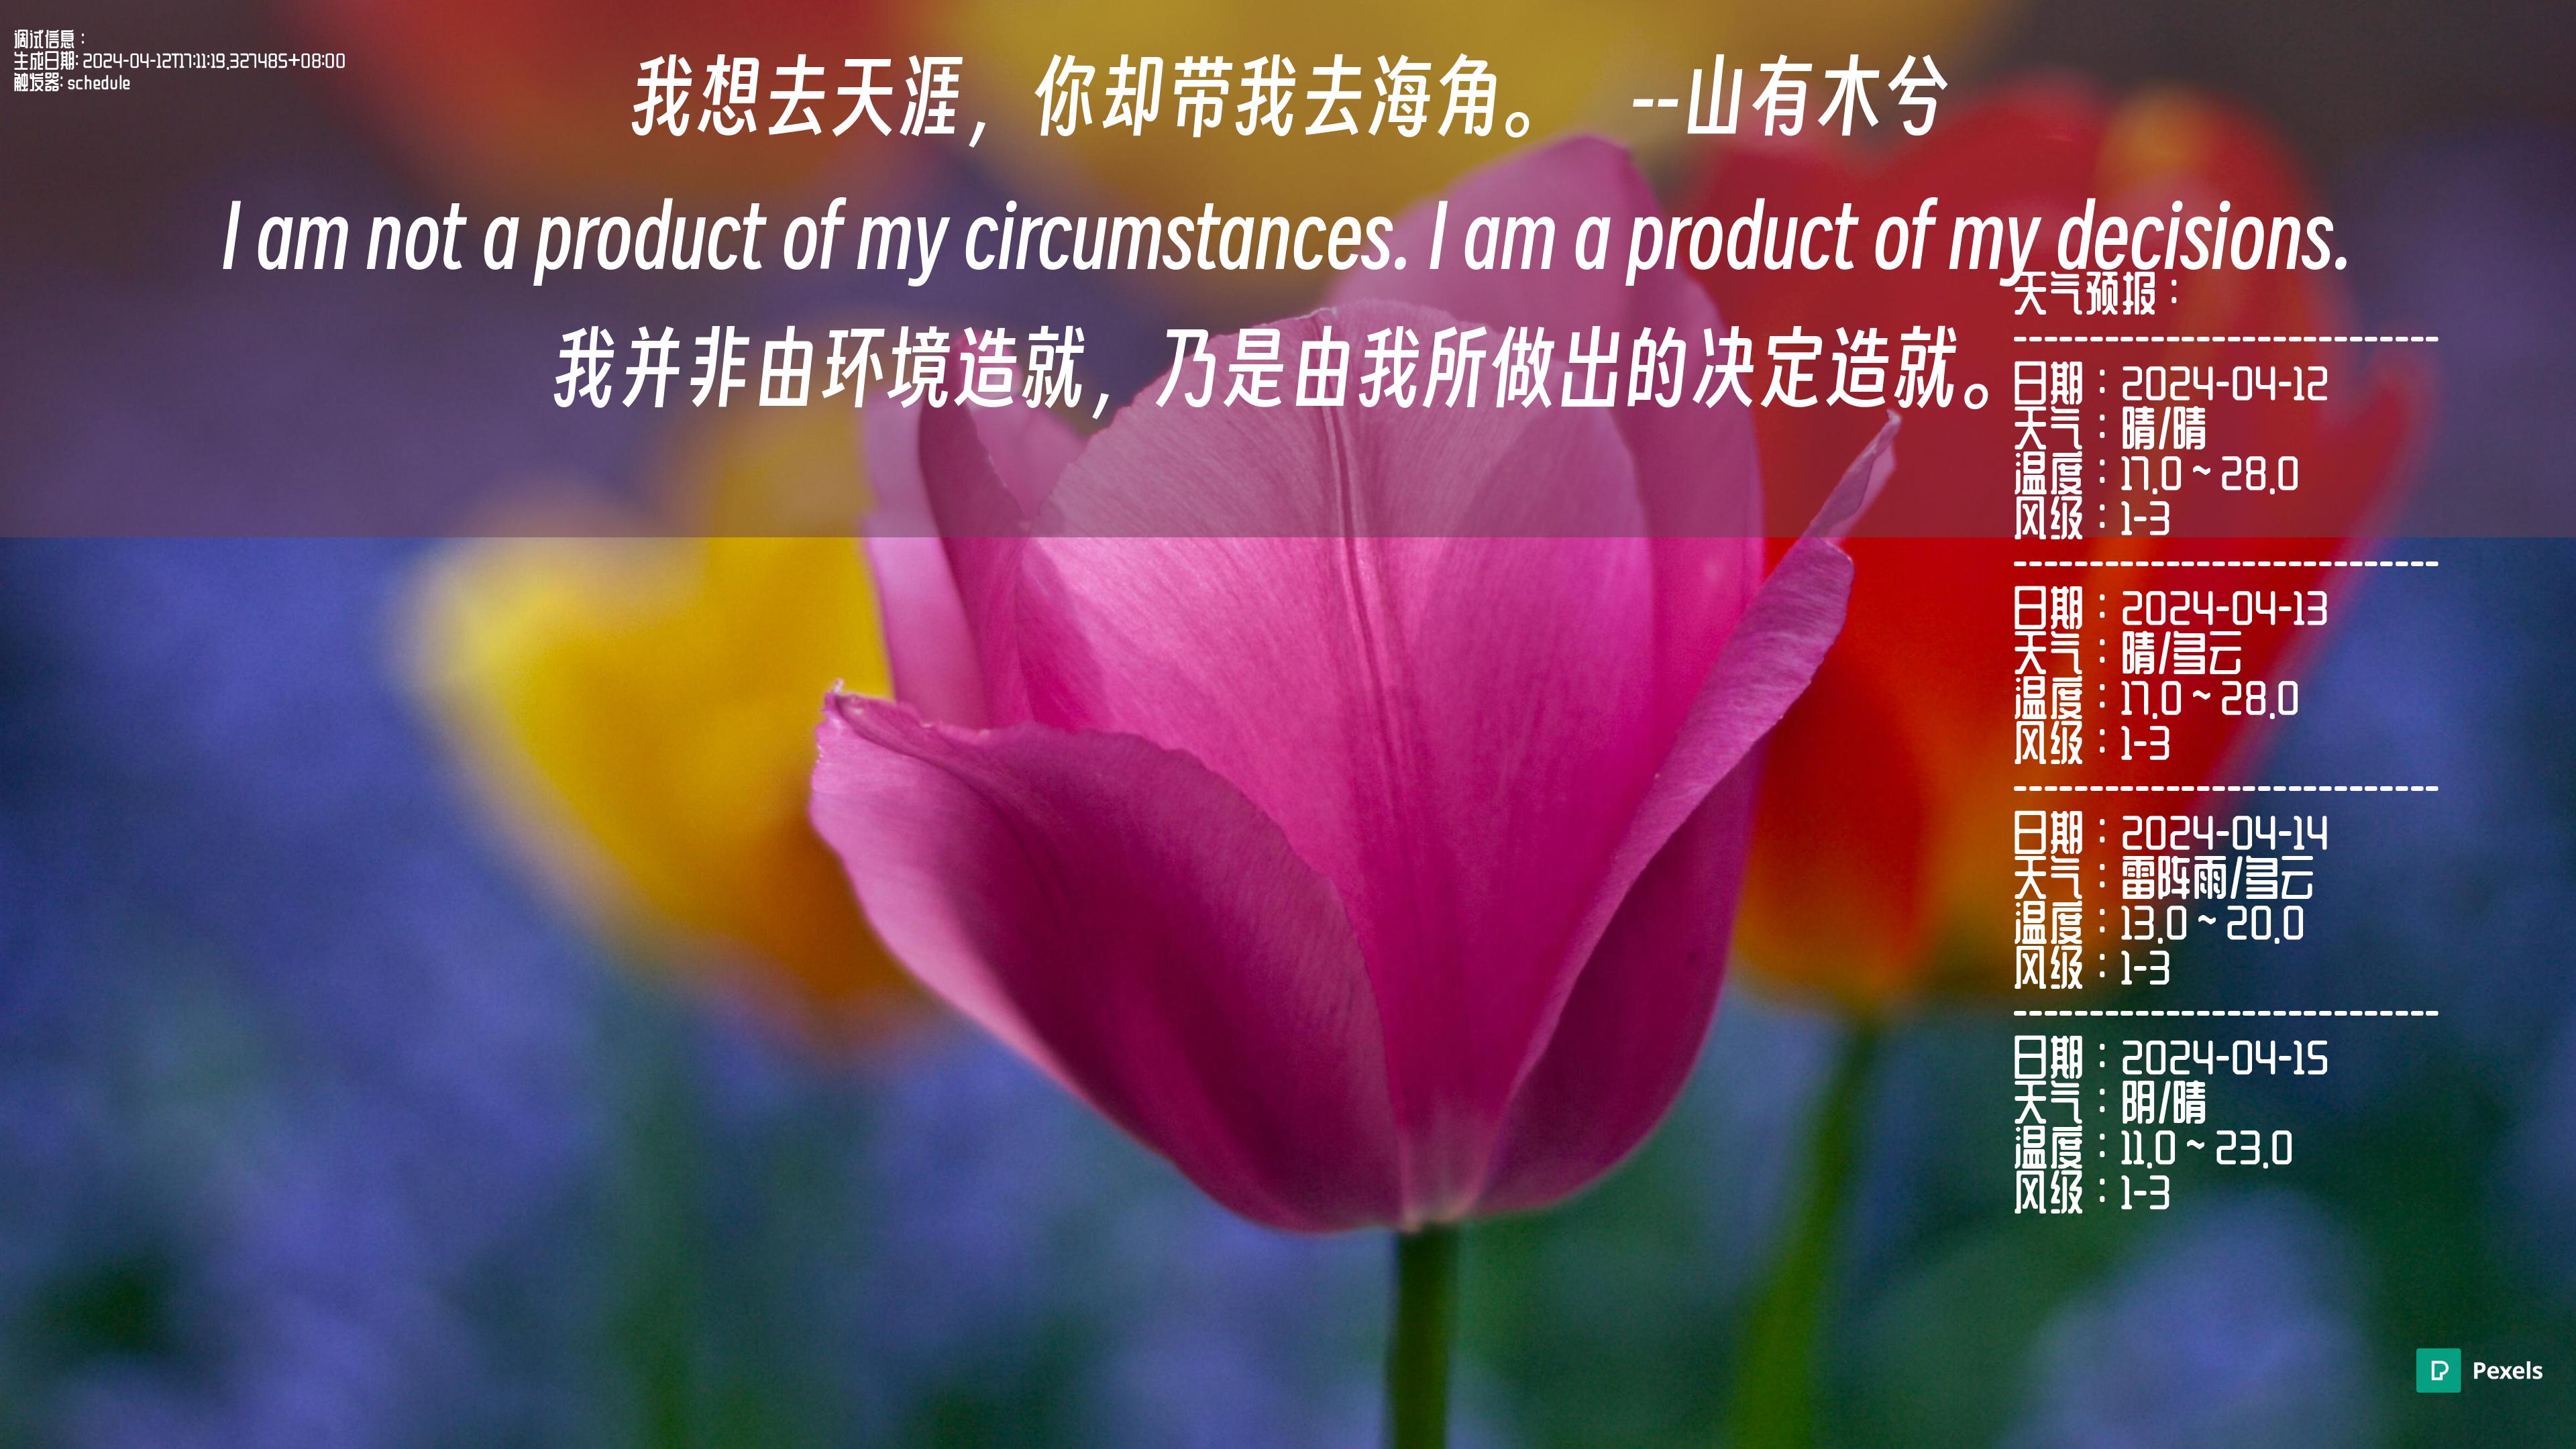 调试信息：
生成日期: 2024-04-12T17:11:19.327485+08:00
触发器: schedule
我想去天涯，你却带我去海角。 --山有木兮
I am not a product of my circumstances. I am a product of my decisions.
我并非由环境造就，乃是由我所做出的决定造就。
天气预报：
----------------------------
日期：2024-04-12
天气：晴/晴
温度：17.0 ~ 28.0
风级：1-3
----------------------------
日期：2024-04-13
天气：晴/多云
温度：17.0 ~ 28.0
风级：1-3
----------------------------
日期：2024-04-14
天气：雷阵雨/多云
温度：13.0 ~ 20.0
风级：1-3
----------------------------
日期：2024-04-15
天气：阴/晴
温度：11.0 ~ 23.0
风级：1-3
Pexels